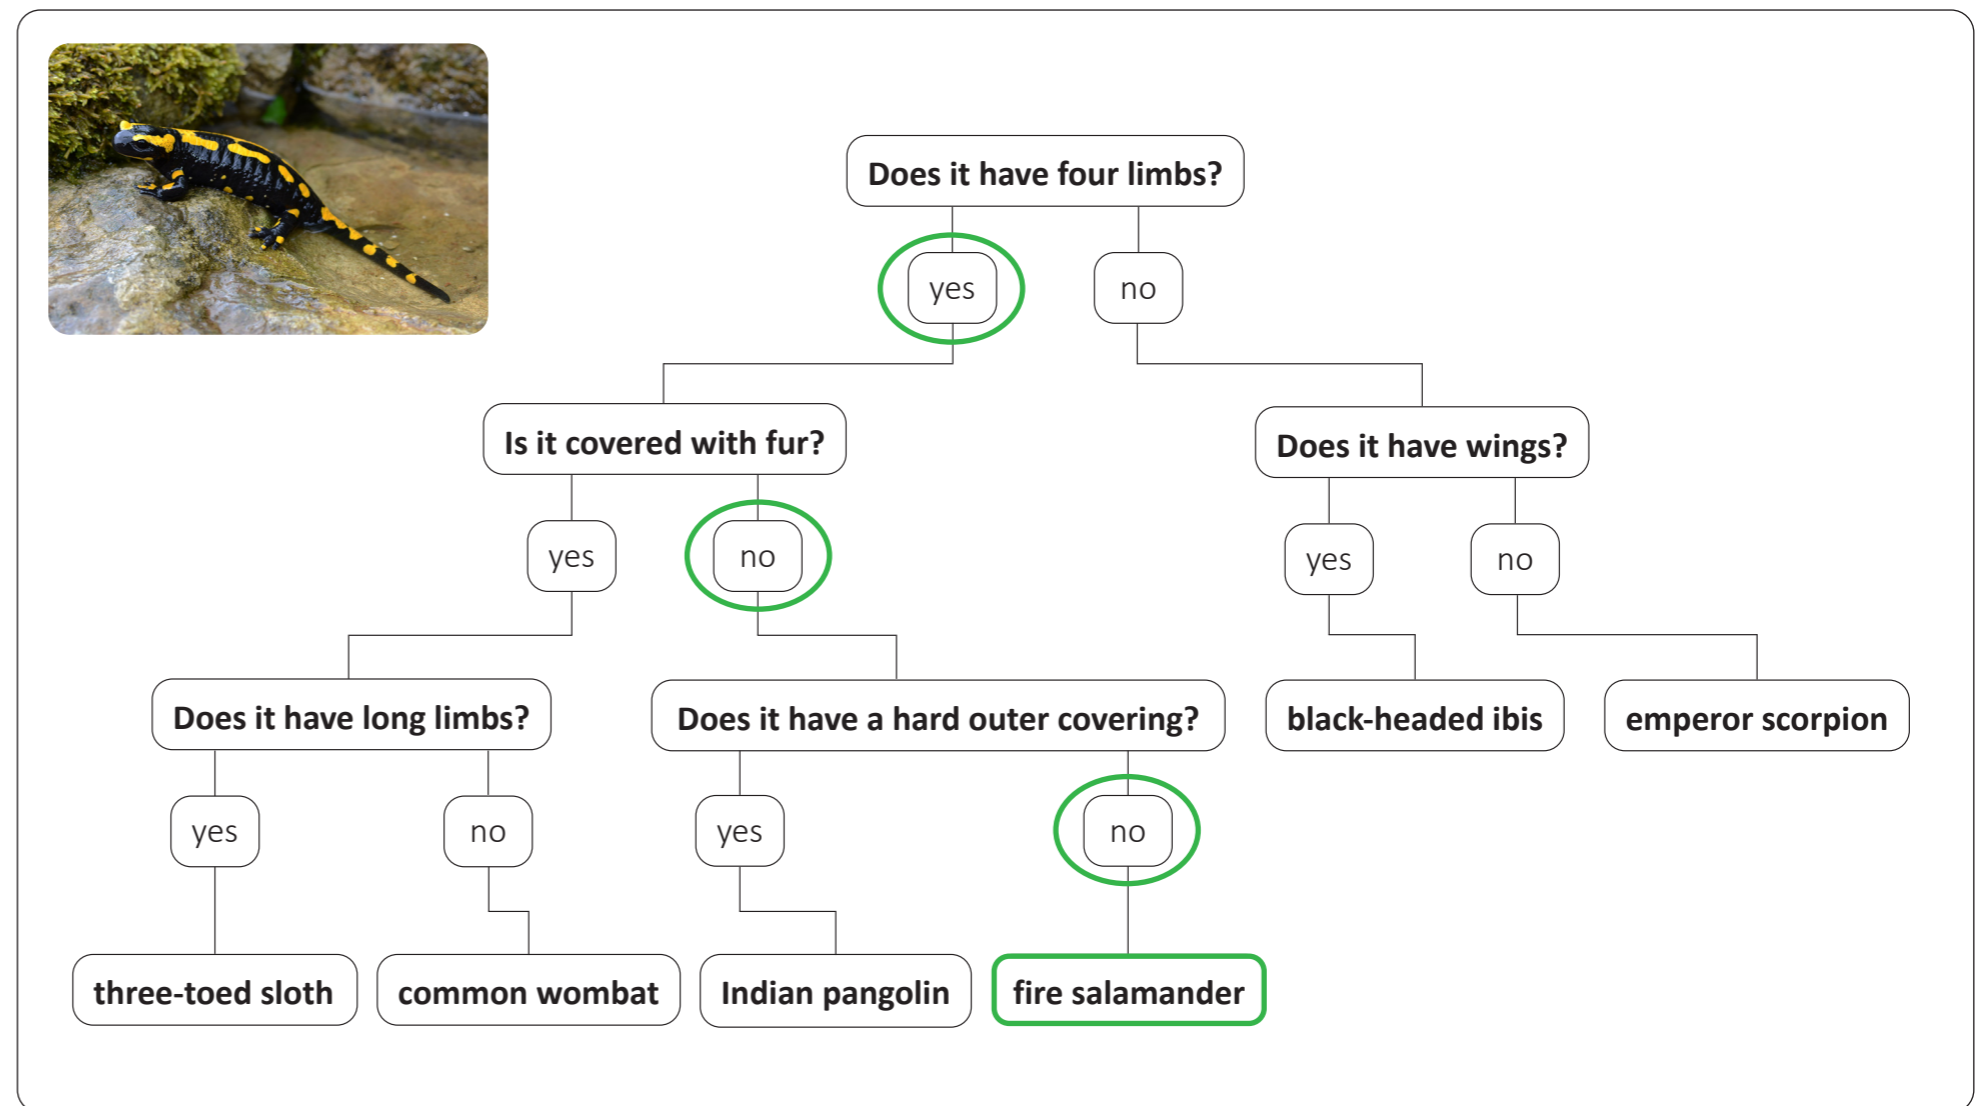 Does it have four limbs?
yes
no
Is it covered with fur?
Does it have wings?
yes
no
yes
no
Does it have long limbs?
Does it have a hard outer covering?
black-headed ibis
emperor scorpion
yes
no
yes
no
three-toed sloth
common wombat
Indian pangolin
fire salamander